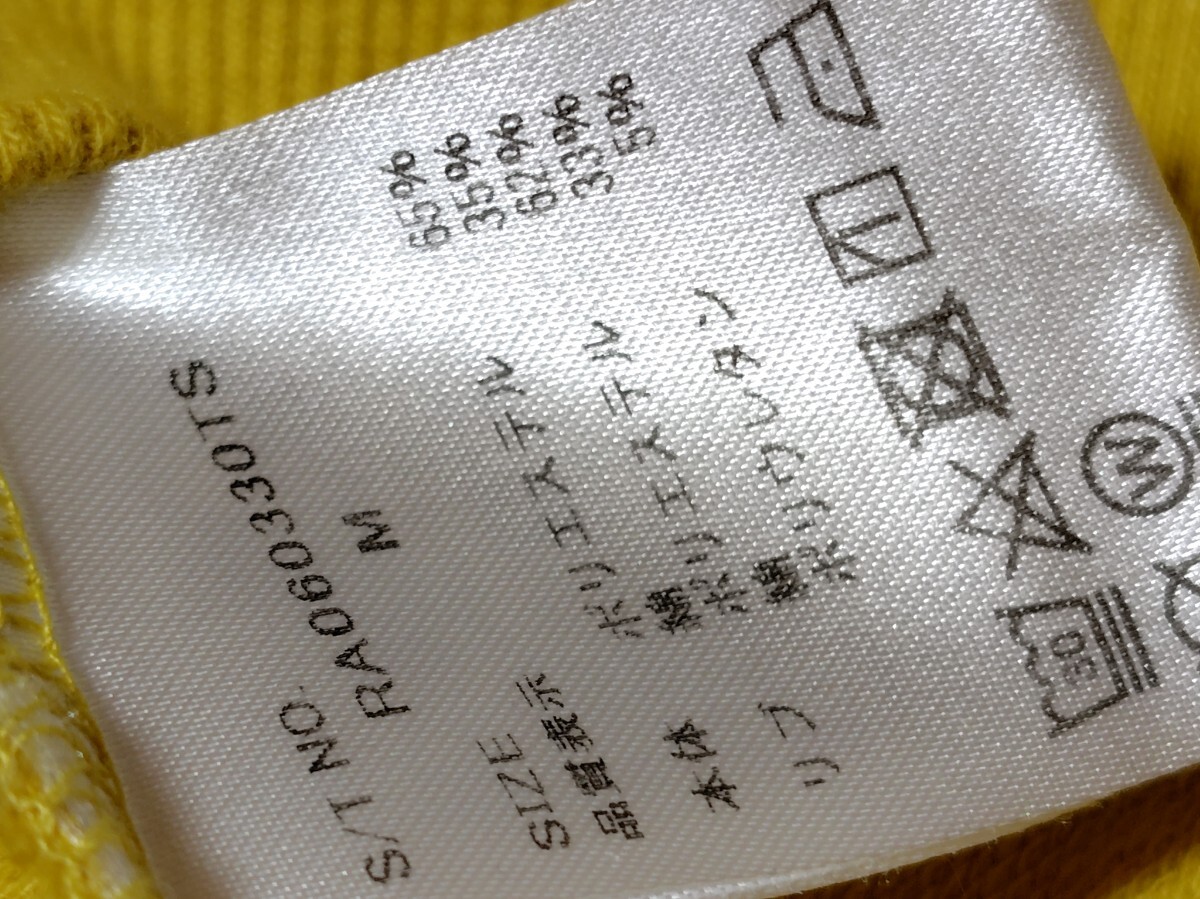 S/T NO. RA060330TS
SIZE M
品質表示
本体 ポリエステル 65%
綿 35%
リブ ポリエステル 62%
綿 33%
ポリウレタン 5%
30
W